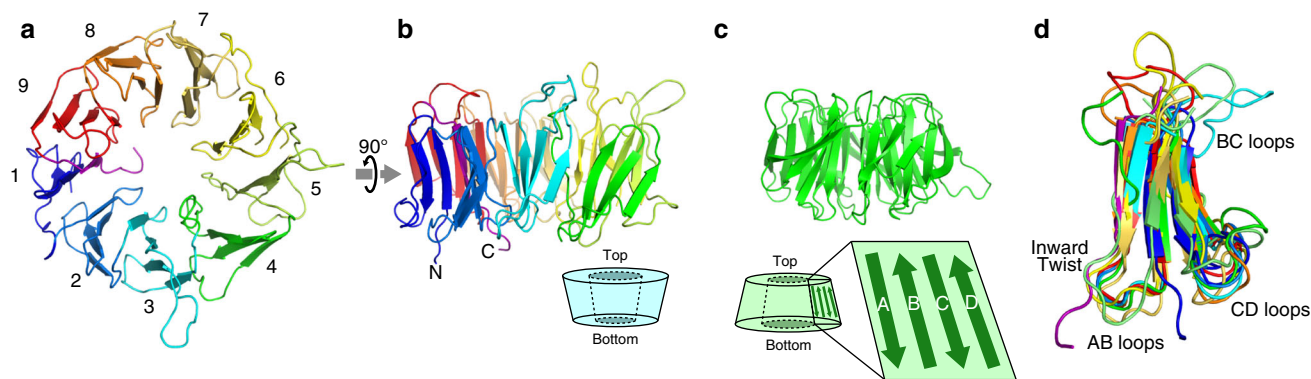 a
7
8
6
9
5
1
4
2
3
b
90°
N
C
Top
Bottom
c
Top
Bottom
A B C D
d
BC loops
Inward
Twist
CD loops
AB loops